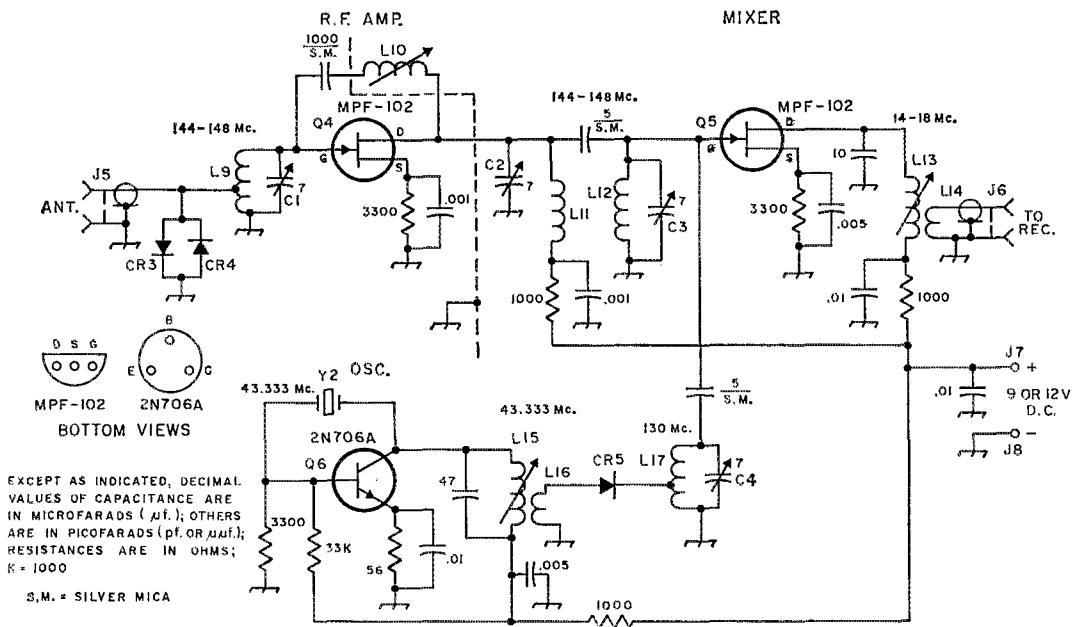 R.F. AMP.
MIXER
1000
S.M.
L10
MPF-102
MPF-102
144-148 Mc.
144-148 Mc.
5
S.M.
14-18 Mc.
Q4
D
G
S
Q5
D
G
S
10
J5
L9
7
C1
C2
7
L12
7
C3
L13
L14
J6
ANT.
3300
.001
L11
3300
.005
TO
REC.
CR3
CR4
1000
.001
.01
1000
B
D S G
E
C
MPF-102
2N706A
BOTTOM VIEWS
43.333 Mc.
Y2
OSC.
43.333 Mc.
5
S.M.
J7
+
.01
9 OR 12V
D.C.
-
J8
2N706A
Q6
130 Mc.
L15
L16
CR5
L17
7
C4
47
EXCEPT AS INDICATED, DECIMAL
VALUES OF CAPACITANCE ARE
IN MICROFARADS (µf.); OTHERS
ARE IN PICOFARADS (pf. OR µµf.);
RESISTANCES ARE IN OHMS;
K = 1000
S.M. = SILVER MICA
3300
33K
56
.01
.005
1000